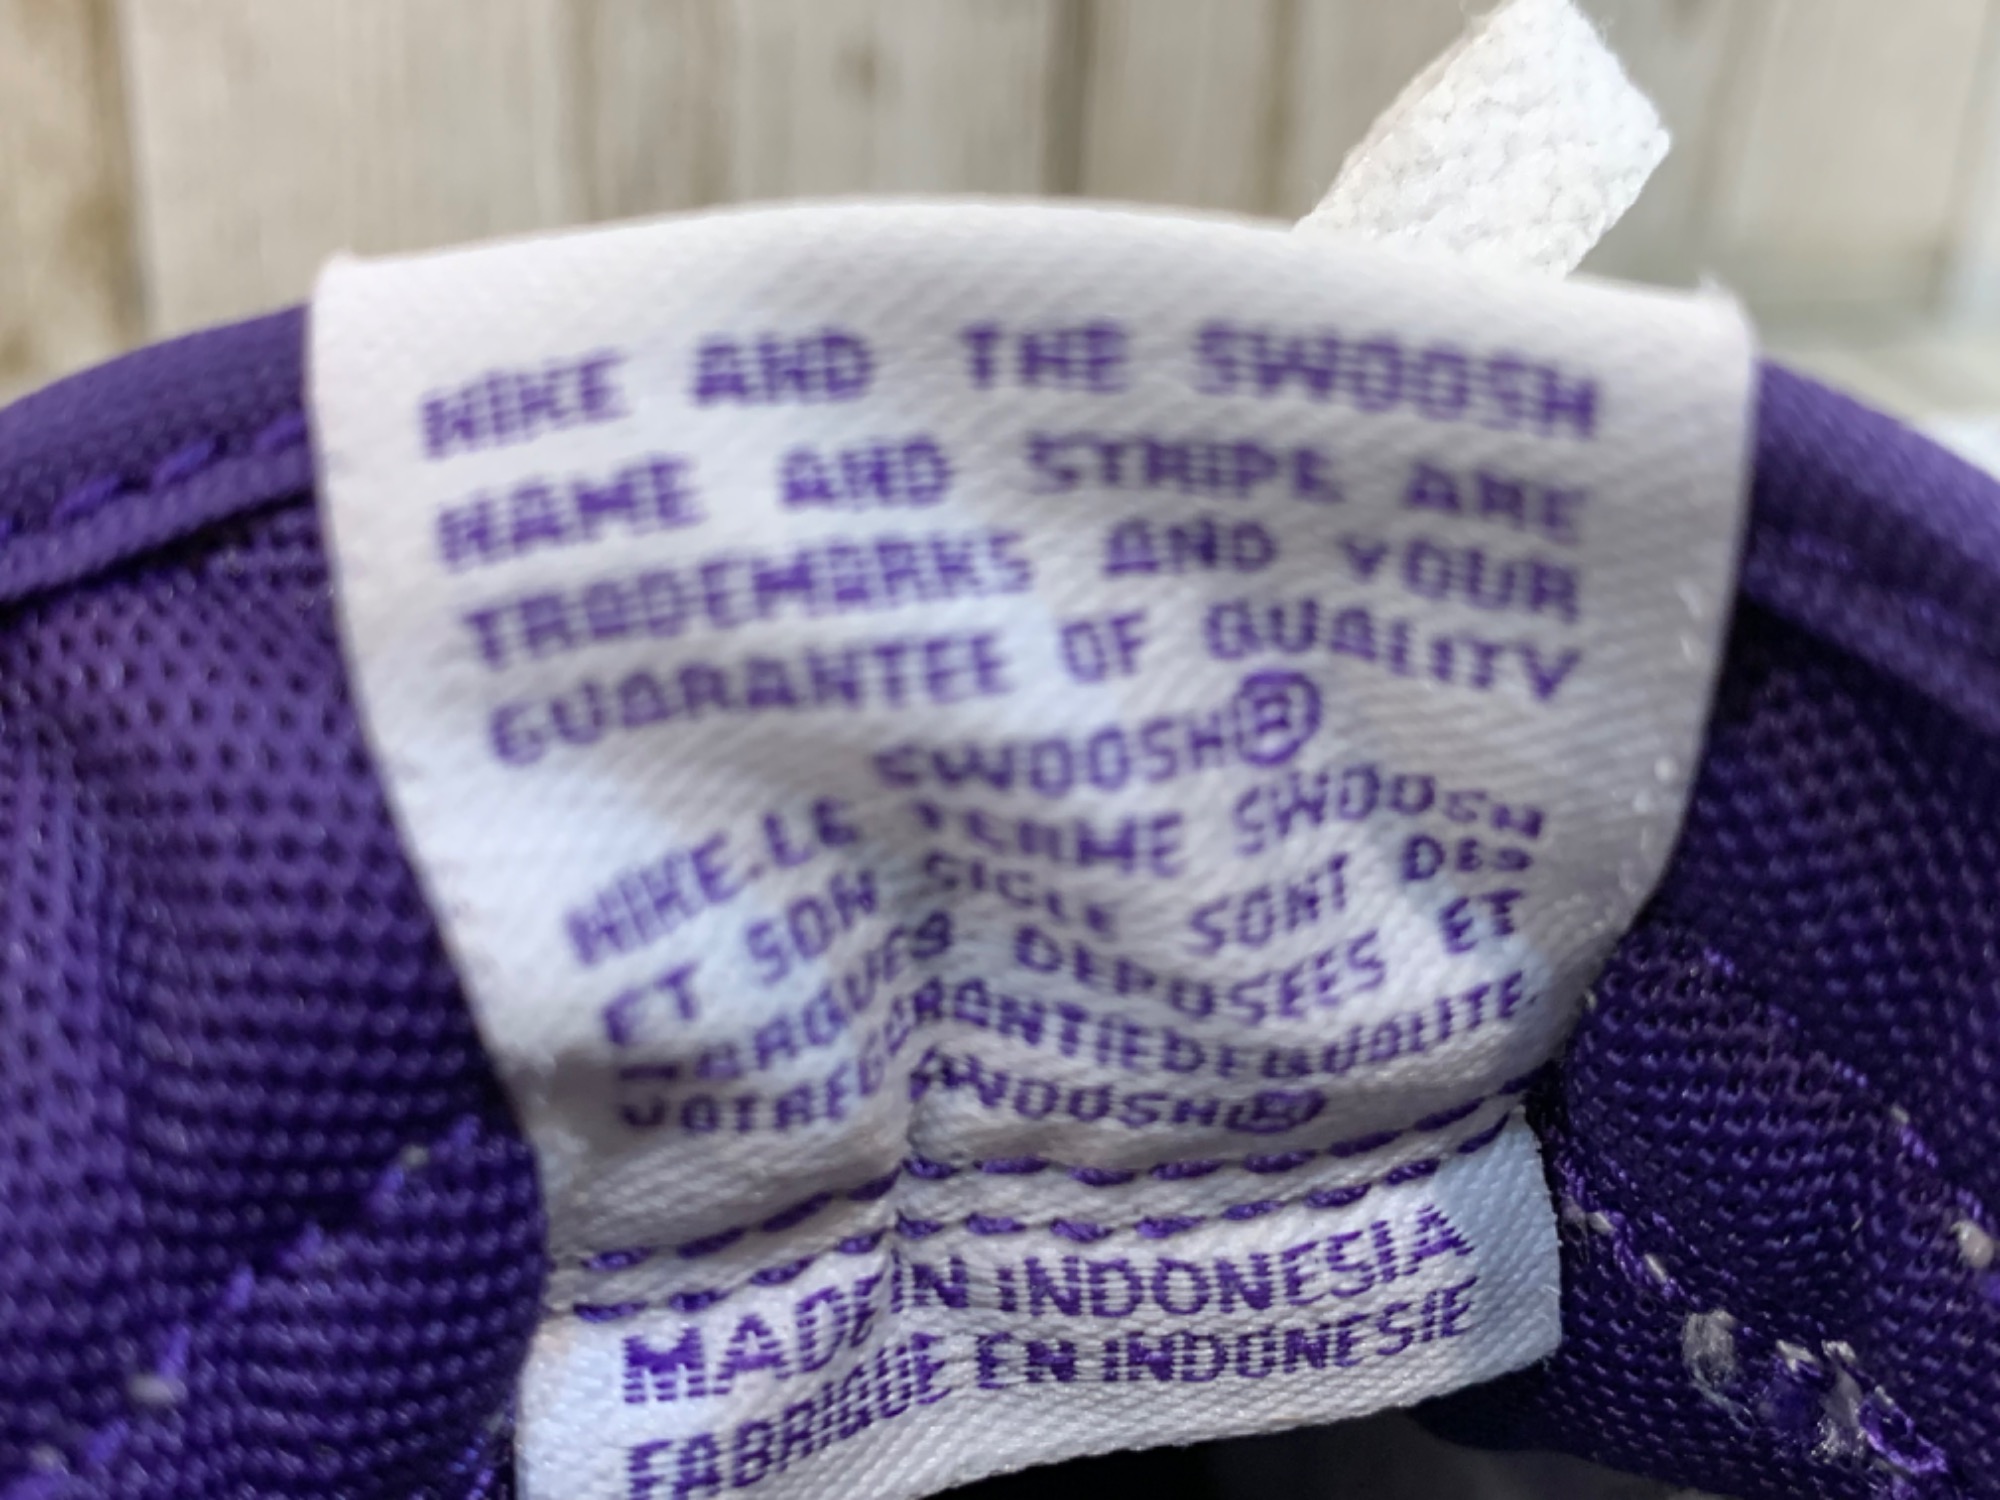 NIKE AND THE SWOOSH
NAME AND STRIPE ARE
TRADEMARKS AND YOUR
GUARANTEE OF QUALITY
SWOOSH®
NIKE.LE TERME SWOOSH
ET SON SIGLE SONT DES
MARQUES DEPOSEES ET
VOTRE GARANTIE DE QUALITE.
SWOOSH®
MADE IN INDONESIA
FABRIQUE EN INDONESIE